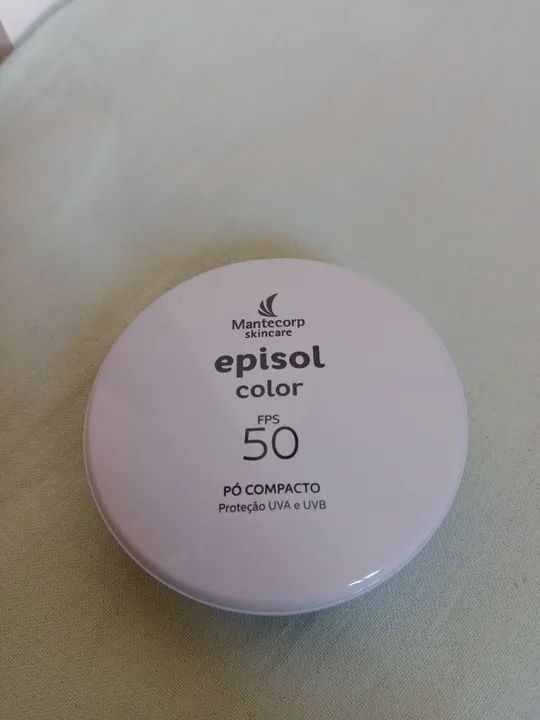 Mantecorp
skincare
episol
color
FPS
50
PÓ COMPACTO
Proteção UVA e UVB